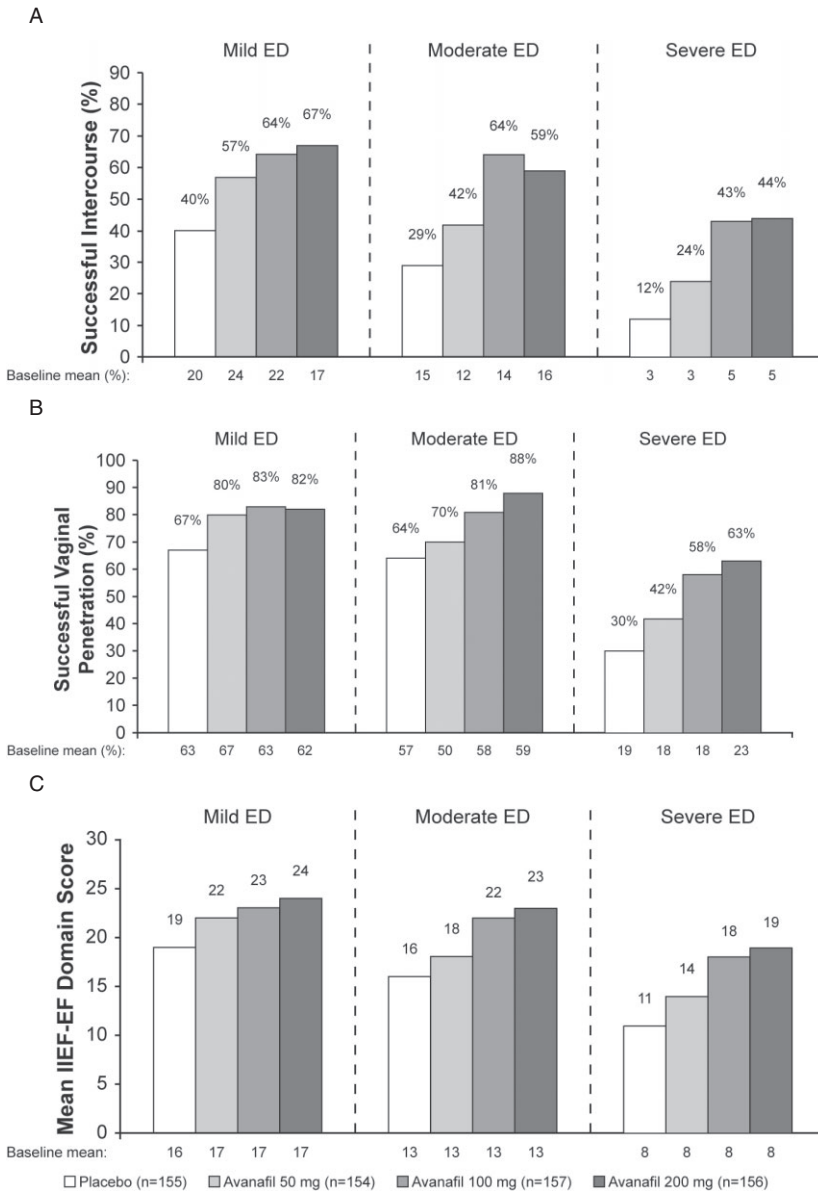 A
Mild ED Moderate ED Severe ED
Successful Intercourse (%)
90
80
70
60
50
40
30
20
10
0
40% 57% 64% 67% 29% 42% 64% 59% 12% 24% 43% 44%
Baseline mean (%): 20 24 22 17 15 12 14 16 3 3 5 5
B
Mild ED Moderate ED Severe ED
Successful Vaginal
Penetration (%)
100
90
80
70
60
50
40
30
20
10
0
67% 80% 83% 82% 64% 70% 81% 88% 30% 42% 58% 63%
Baseline mean (%): 63 67 63 62 57 50 58 59 19 18 18 23
C
Mild ED Moderate ED Severe ED
Mean IIEF-EF Domain Score
30
25
20
15
10
5
0
19 22 23 24 16 18 22 23 11 14 18 19
Baseline mean: 16 17 17 17 13 13 13 13 8 8 8 8
Placebo (n=155) Avanafil 50 mg (n=154) Avanafil 100 mg (n=157) Avanafil 200 mg (n=156)